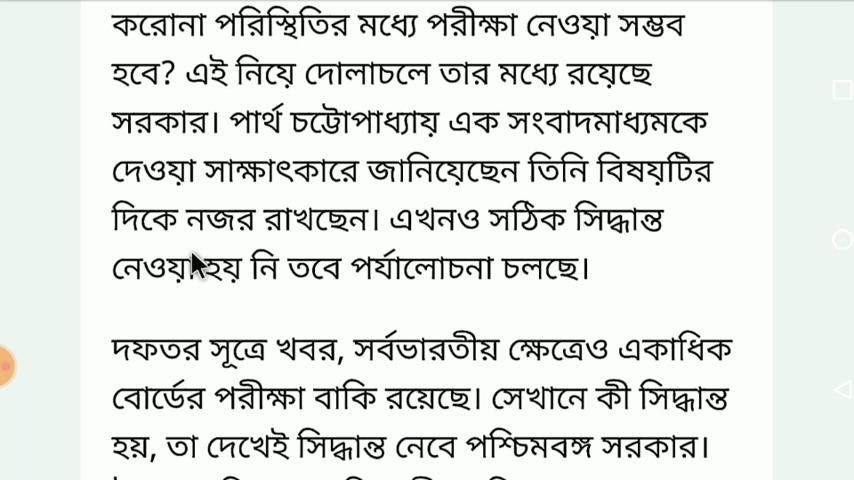 করোনা পরিস্থিতির মধ্যে পরীক্ষা নেওয়া সম্ভব
হবে? এই নিয়ে দোলাচলে তার মধ্যে রয়েছে
সরকার। পার্থ চট্টোপাধ্যায় এক সংবাদমাধ্যমকে
দেওয়া সাক্ষাৎকারে জানিয়েছেন তিনি বিষয়টির
দিকে নজর রাখছেন। এখনও সঠিক সিদ্ধান্ত
নেওয়া হয় নি তবে পর্যালোচনা চলছে।
দফতর সূত্রে খবর, সর্বভারতীয় ক্ষেত্রেও একাধিক
বোর্ডের পরীক্ষা বাকি রয়েছে। সেখানে কী সিদ্ধান্ত
হয়, তা দেখেই সিদ্ধান্ত নেবে পশ্চিমবঙ্গ সরকার।